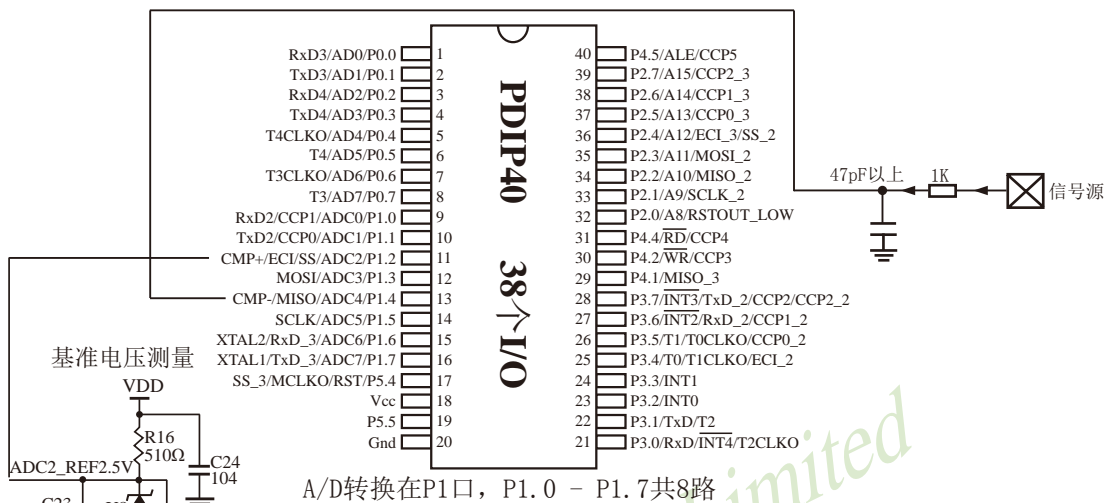 RxD3/AD0/P0.0 1
TxD3/AD1/P0.1 2
RxD4/AD2/P0.2 3
TxD4/AD3/P0.3 4
T4CLKO/AD4/P0.4 5
T4/AD5/P0.5 6
T3CLKO/AD6/P0.6 7
T3/AD7/P0.7 8
RxD2/CCP1/ADC0/P1.0 9
TxD2/CCP0/ADC1/P1.1 10
CMP+/ECI/SS/ADC2/P1.2 11
MOSI/ADC3/P1.3 12
CMP-/MISO/ADC4/P1.4 13
SCLK/ADC5/P1.5 14
XTAL2/RxD_3/ADC6/P1.6 15
XTAL1/TxD_3/ADC7/P1.7 16
SS_3/MCLKO/RST/P5.4 17
Vcc 18
P5.5 19
Gnd 20
PDIP40 38个I/O
40 P4.5/ALE/CCP5
39 P2.7/A15/CCP2_3
38 P2.6/A14/CCP1_3
37 P2.5/A13/CCP0_3
36 P2.4/A12/ECI_3/SS_2
35 P2.3/A11/MOSI_2
34 P2.2/A10/MISO_2
33 P2.1/A9/SCLK_2
32 P2.0/A8/RSTOUT_LOW
31 P4.4/RD/CCP4
30 P4.2/WR/CCP3
29 P4.1/MISO_3
28 P3.7/INT3/TxD_2/CCP2/CCP2_2
27 P3.6/INT2/RxD_2/CCP1_2
26 P3.5/T1/T0CLKO/CCP0_2
25 P3.4/T0/T1CLKO/ECI_2
24 P3.3/INT1
23 P3.2/INT0
22 P3.1/TxD/T2
21 P3.0/RxD/INT4/T2CLKO
47pF以上
1K
信号源
基准电压测量
VDD
R16
510Ω
C24
104
ADC2_REF2.5V
A/D转换在P1口，P1.0 - P1.7共8路